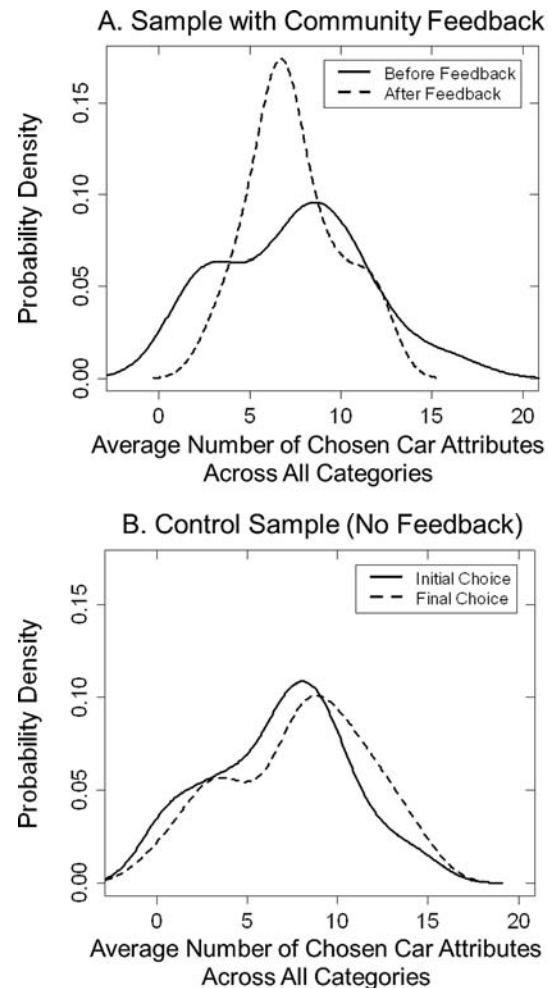 A. Sample with Community Feedback
Before Feedback
After Feedback
Probability Density
0.15
0.10
0.05
0.00
0 5 10 15 20
Average Number of Chosen Car Attributes
Across All Categories
B. Control Sample (No Feedback)
Initial Choice
Final Choice
Probability Density
0.15
0.10
0.05
0.00
0 5 10 15 20
Average Number of Chosen Car Attributes
Across All Categories